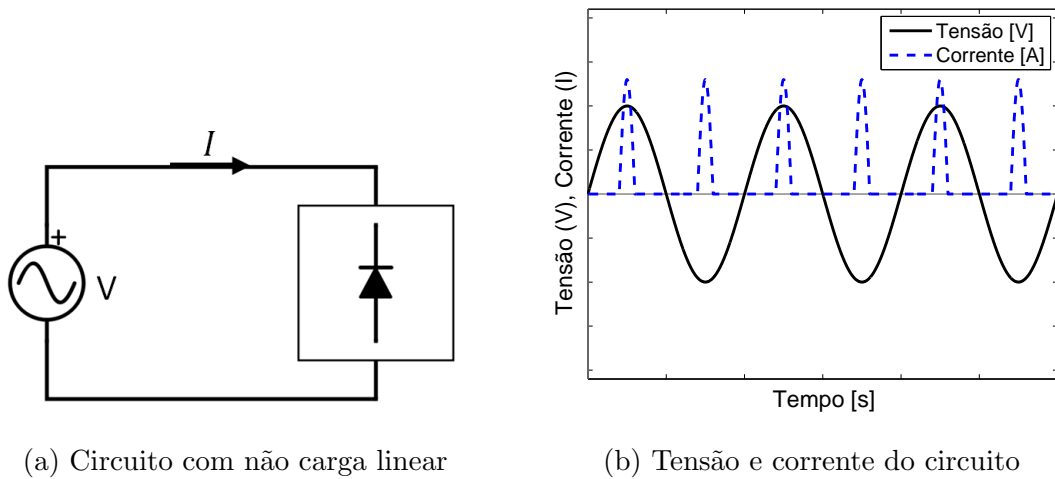 I
+
V
(a) Circuito com não carga linear
Tensão [V]
Corrente [A]
Tensão (V), Corrente (I)
Tempo [s]
(b) Tensão e corrente do circuito